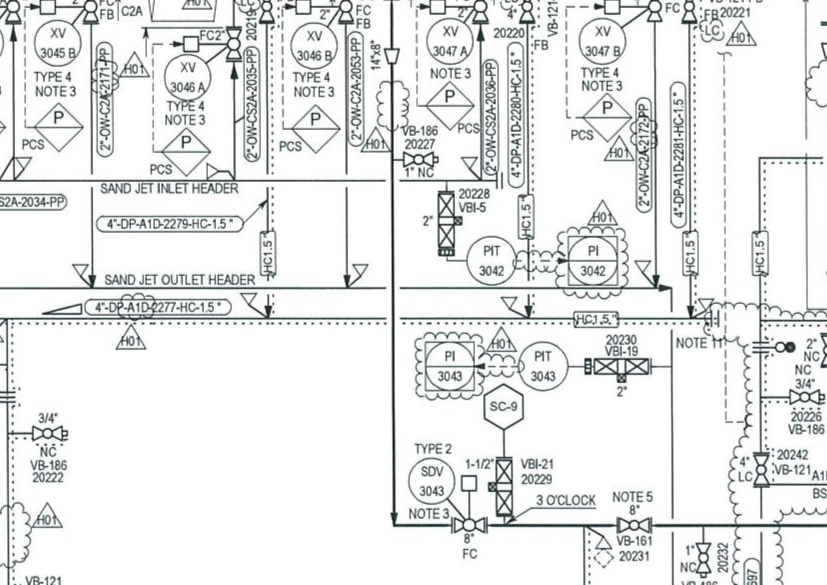 H01
FC
FB
C2A
FC2"
20219
2"
FC
FB
2"
4"
20220
FB
VB-121
FC
FC
FB
20221
LC
H01
XV
3045 B
TYPE 4
NOTE 3
P
PCS
2"-OW-C2A-2171-PP
H01
XV
3046 A
TYPE 4
NOTE 3
P
PCS
2"-OW-CS2A-2035-PP
XV
3046 B
TYPE 4
NOTE 3
P
PCS
2"-OW-C2A-2053-PP
14"x8"
H01
VB-186
20227
1" NC
XV
3047 A
NOTE 3
P
PCS
2"-OW-CS2A-2036-PP
4"-DP-A1D-2280-HC-1.5"
XV
3047 B
TYPE 4
NOTE 3
P
PCS
H01
2"-OW-C2A-2172-PP
4"-DP-A1D-2281-HC-1.5"
SAND JET INLET HEADER
CS2A-2034-PP
4"-DP-A1D-2279-HC-1.5"
HC1.5"
20228
VBI-5
2"
HC1.5"
PIT
3042
H01
PI
3042
HC1.5"
HC1.5"
SAND JET OUTLET HEADER
4"-DP-A1D-2277-HC-1.5"
H01
HC1.5"
NOTE 11
PI
3043
H01
PIT
3043
20230
VBI-19
2"
2"
NC
NC
3/4"
20226
VB-186
SC-9
3/4"
NC
VB-186
20222
TYPE 2
SDV
3043
NOTE 3
1-1/2"
VBI-21
20229
3 O'CLOCK
8"
FC
NOTE 5
8"
VB-161
20231
4"
LC
20242
VB-121
A1
BS
1"
NC
20232
VB-186
H01
VB-121
697